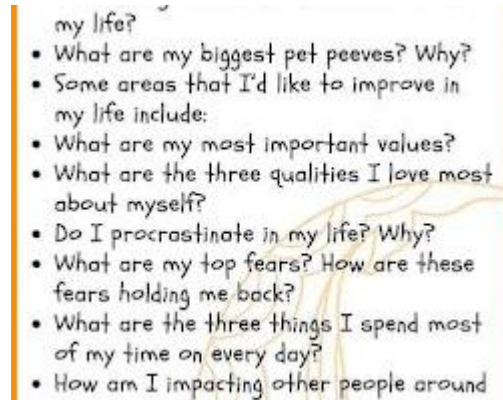 my life?
• What are my biggest pet peeves? Why?
• Some areas that I'd like to improve in
my life include:
• What are my most important values?
• What are the three qualities I love most
about myself?
• Do I procrastinate in my life? Why?
• What are my top fears? How are these
fears holding me back?
• What are the three things I spend most
of my time on every day?
• How am I impacting other people around